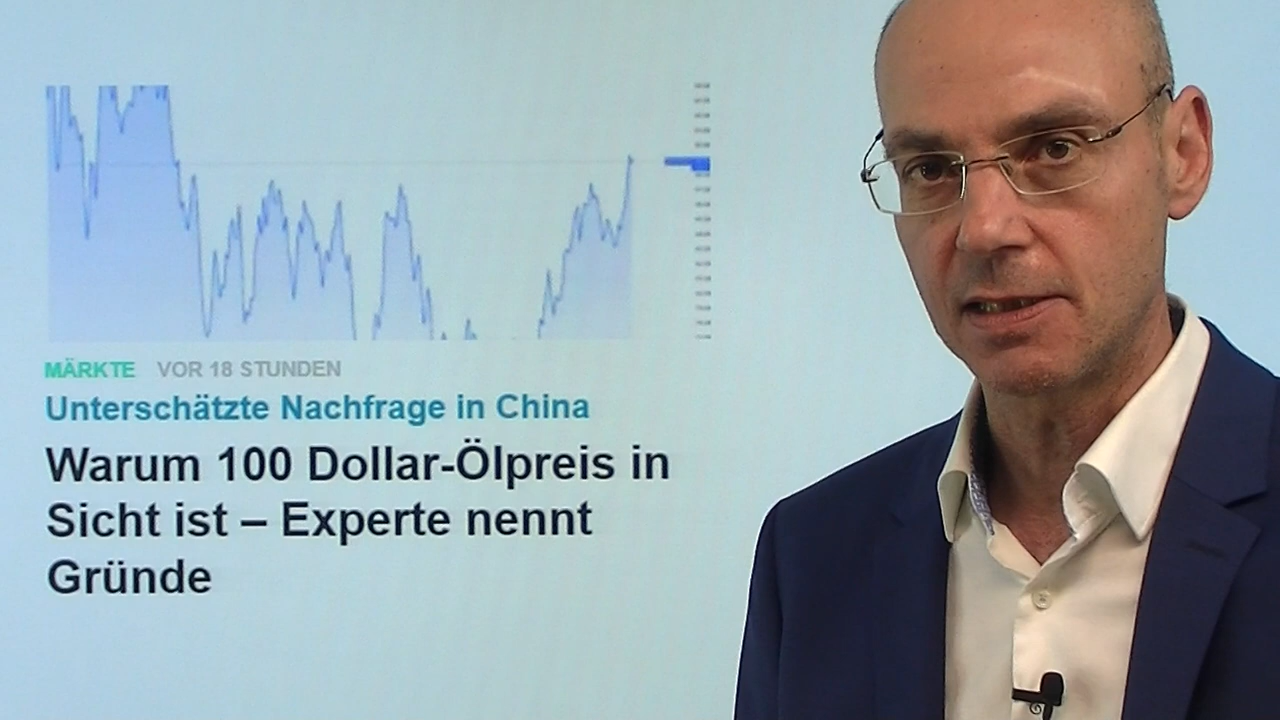 MÄRKTE VOR 18 STUNDEN
Unterschätzte Nachfrage in China
Warum 100 Dollar-Ölpreis in
Sicht ist – Experte nennt
Gründe